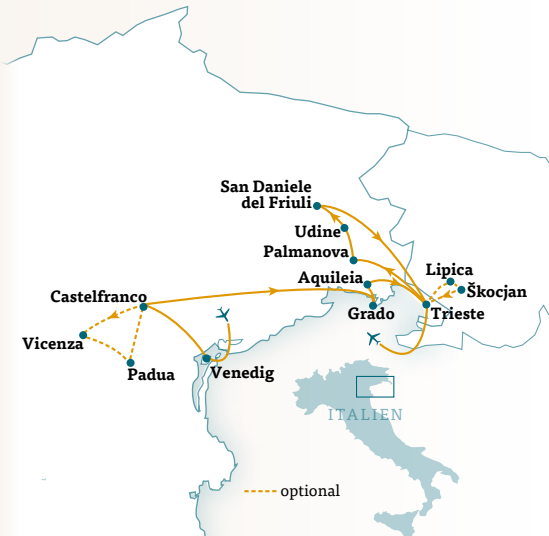 San Daniele
del Friuli
Udine
Palmanova
Aquileia
Lipica
Škocjan
Castelfranco
Grado
Trieste
Vicenza
Padua
Venedig
ITALIEN
optional